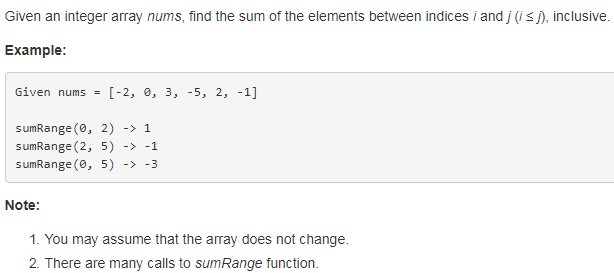 Given an integer array nums, find the sum of the elements between indices i and j (i ≤ j), inclusive.
Example:
Given nums = [-2, 0, 3, -5, 2, -1]
sumRange(0, 2) -> 1
sumRange(2, 5) -> -1
sumRange(0, 5) -> -3
Note:
1. You may assume that the array does not change.
2. There are many calls to sumRange function.